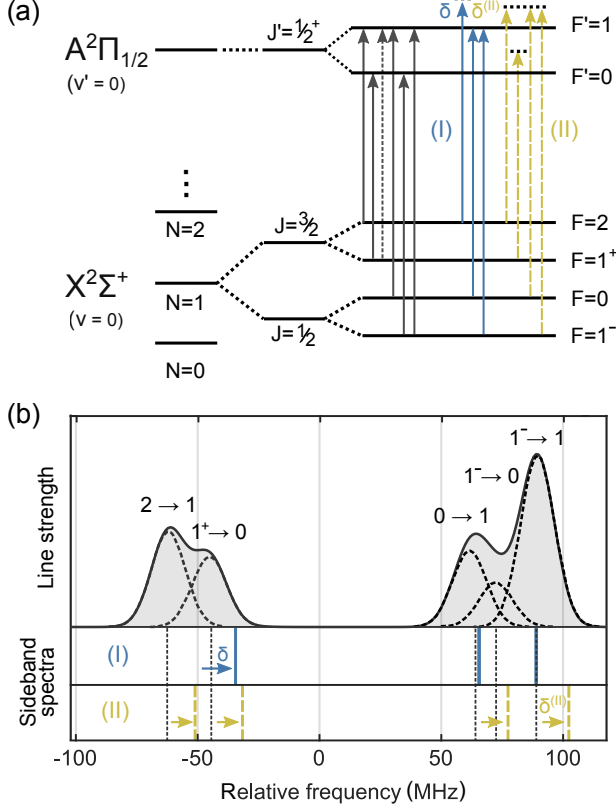 (a)
δ δ⁽ᴵᴵ⁾
A²Π₁/₂
(v' = 0)
J'=½⁺
F'=1
F'=0
(I)
(II)
N=2
J=³⁄₂
F=2
F=1⁺
X²Σ⁺
(v = 0)
N=1
F=0
J=½
F=1⁻
N=0
(b)
Line strength
2 → 1
1⁺→ 0
0 → 1
1⁻→ 0
1⁻→ 1
Sideband
spectra
(I)
δ
(II)
δ⁽ᴵᴵ⁾
-100 -50 0 50 100
Relative frequency (MHz)